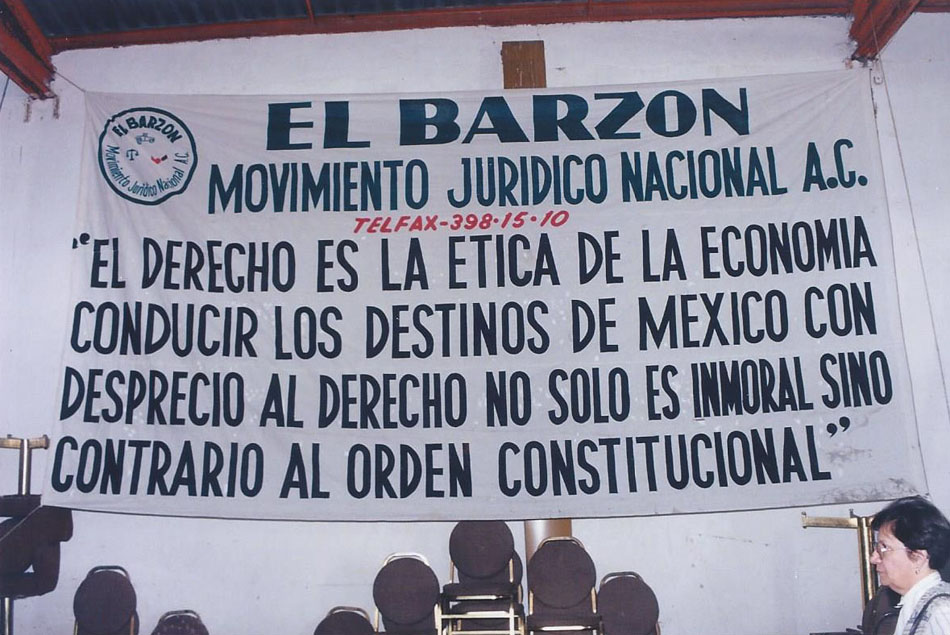 EL BARZON
Movimiento Jurídico Nacional A.C.
EL BARZON
MOVIMIENTO JURIDICO NACIONAL A.C.
TELFAX-398-15-10
"EL DERECHO ES LA ETICA DE LA ECONOMIA
CONDUCIR LOS DESTINOS DE MEXICO CON
DESPRECIO AL DERECHO NO SOLO ES INMORAL SINO
CONTRARIO AL ORDEN CONSTITUCIONAL"